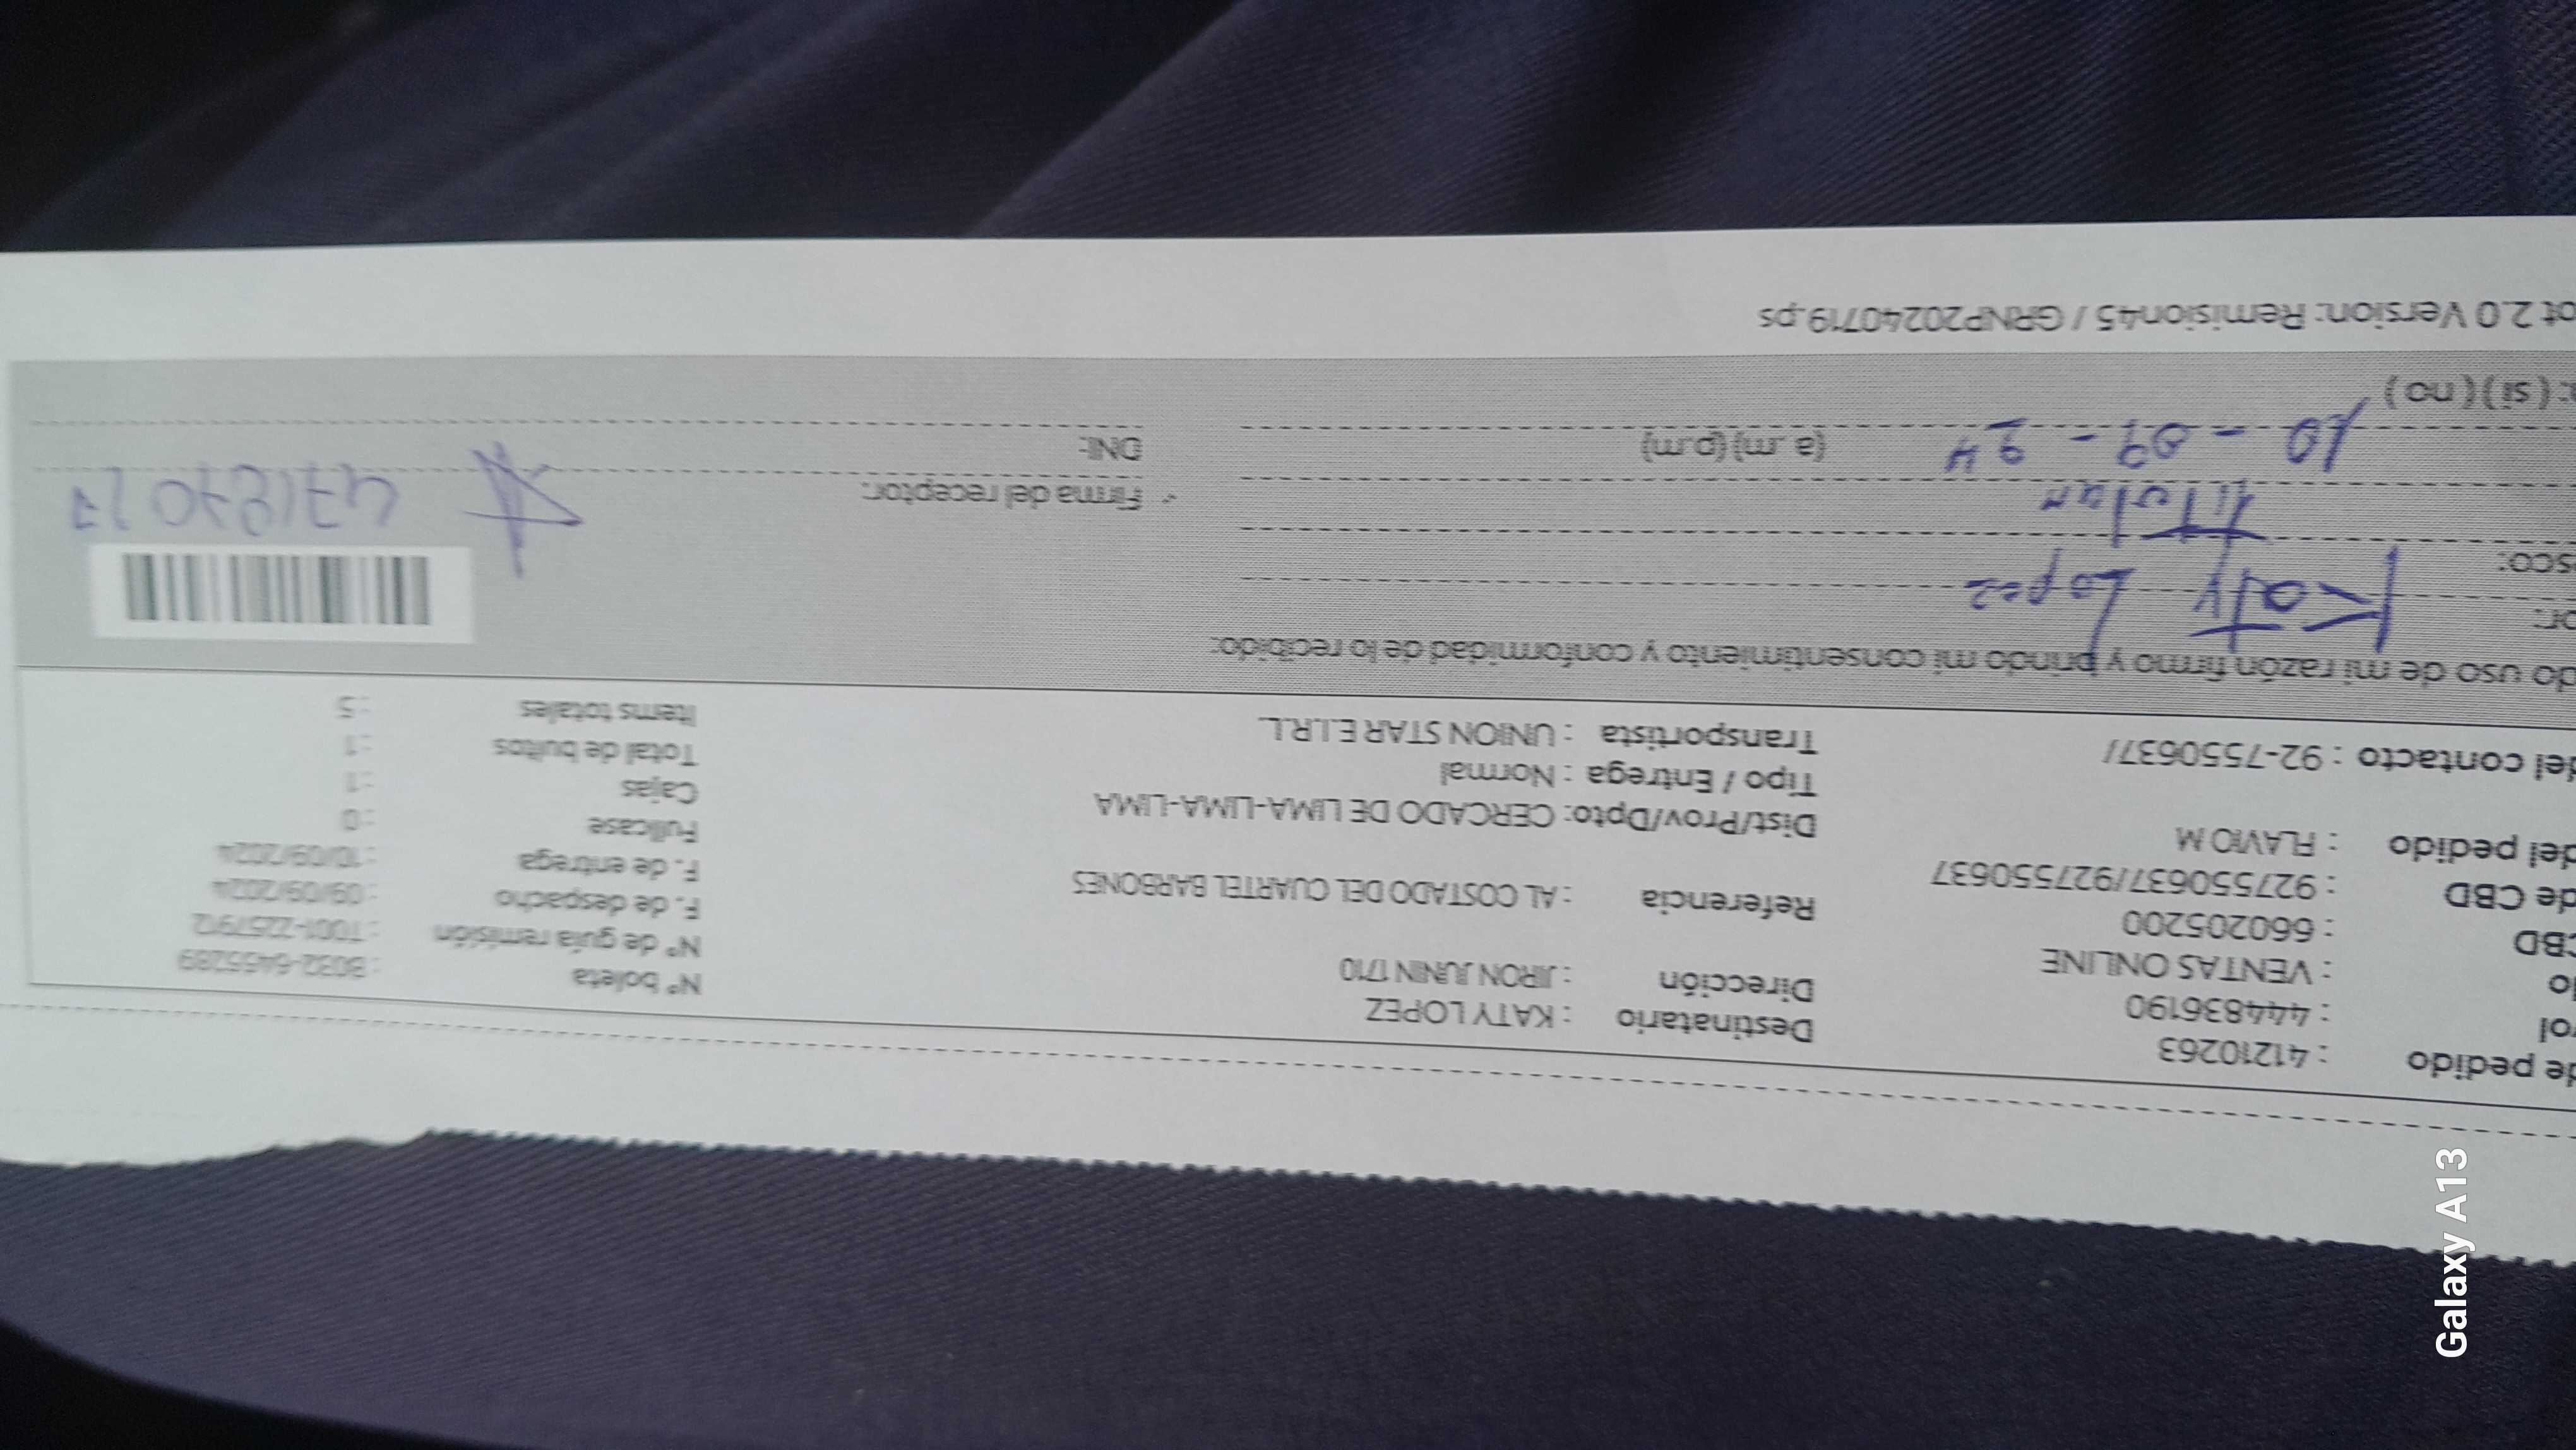 de pedido : 41210263
rol : 444836190
lo : VENTAS ONLINE
CBD : 660205200
de CBD : 927550637/927550637
del pedido : FLAVIO M
del contacto : 92-7550637/
Destinatario : KATY LOPEZ
Dirección : JIRON JUNIN 1710
Referencia : AL COSTADO DEL CUARTEL BARBONES
Dist/Prov/Dpto: CERCADO DE LIMA-LIMA-LIMA
Tipo / Entrega : Normal
Transportista : UNION STAR E.I.R.L.
N° boleta : B032-6465289
N° de guía remisión : T001-2257912
F. de despacho : 09/09/2024
F. de entrega : 10/09/2024
Fullcase : 0
Cajas : 1
Total de bultos : 1
Items totales : 5
do uso de mi razón firmo y brindo mi consentimiento y conformidad de lo recibido:
or: Katy Lopez
esco: titular
10 - 09 - 24 (a.m) (p.m)
: ( si ) ( no )
Firma del receptor:
DNI:
ot 2.0 Version: Remision45 / GRNP20240719.ps
Galaxy A13